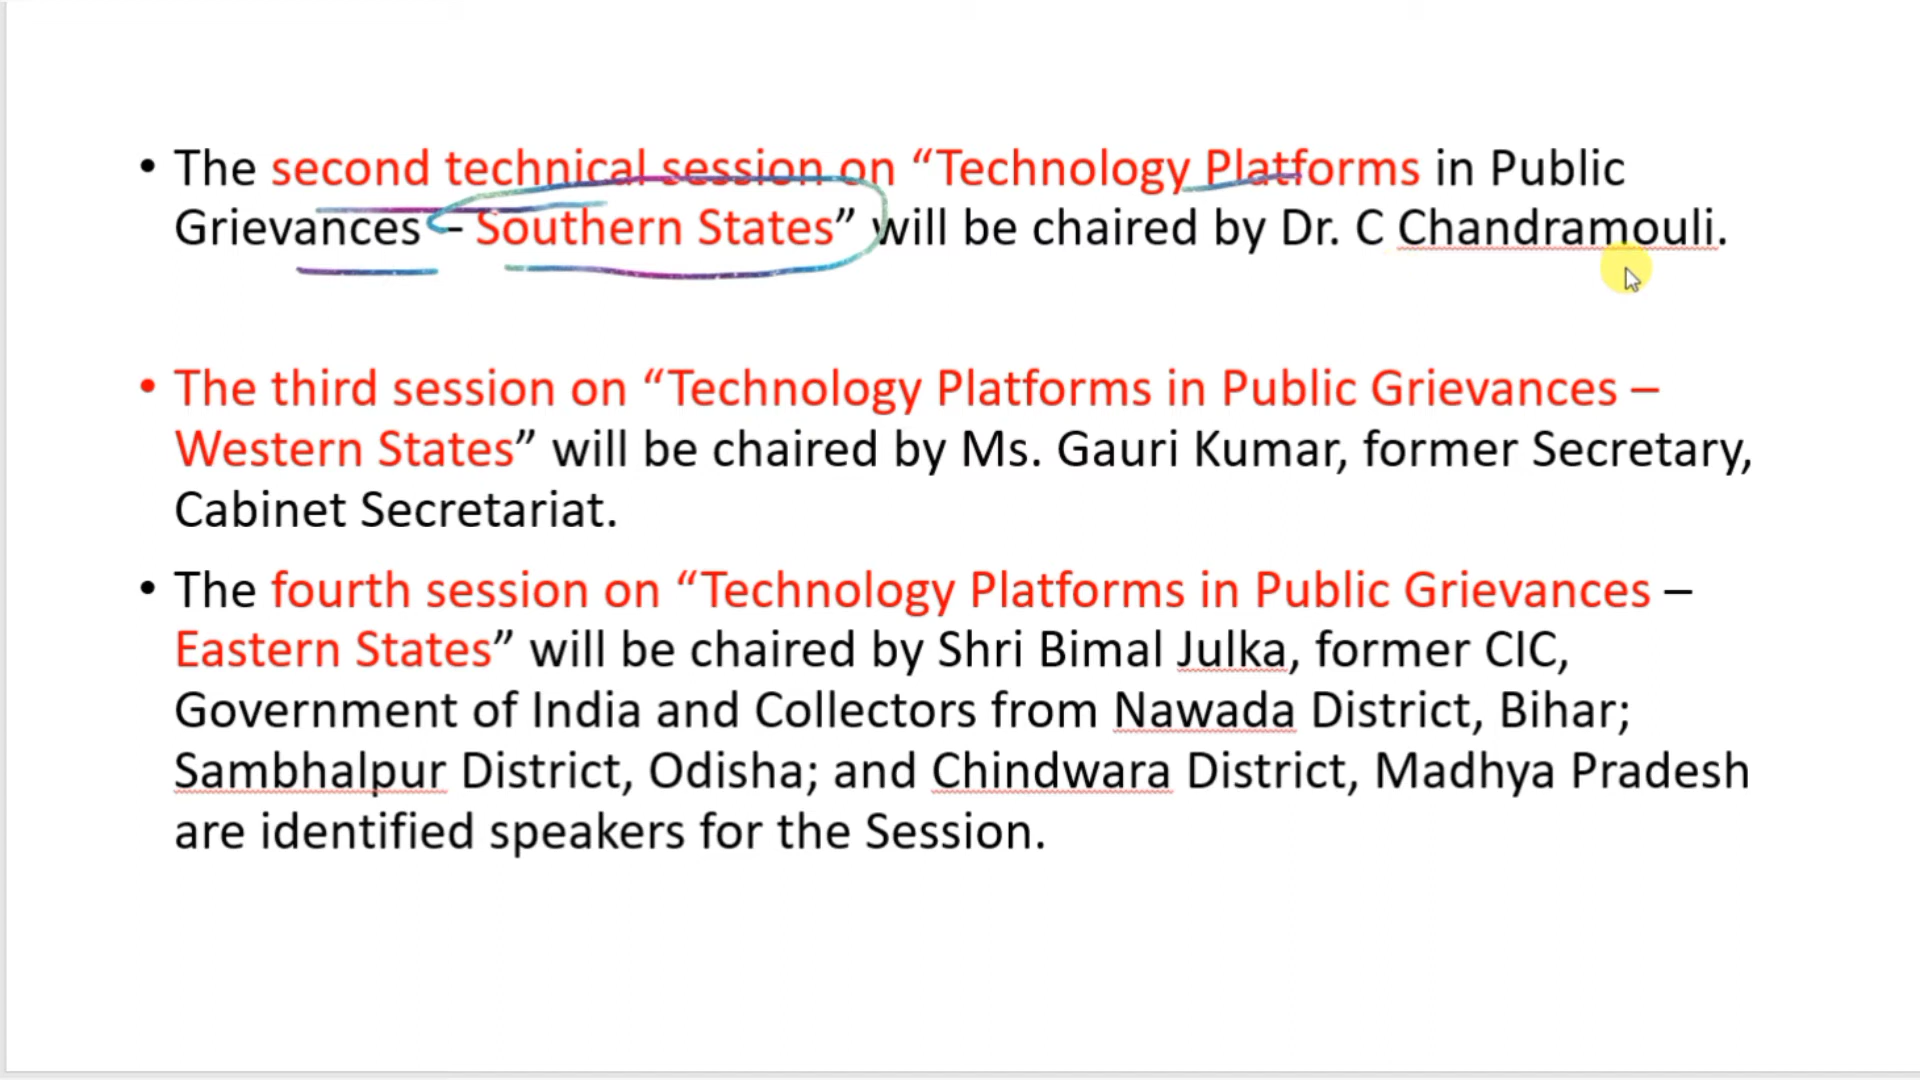 • The second technical session on “Technology Platforms in Public
Grievances – Southern States” will be chaired by Dr. C Chandramouli.
• The third session on “Technology Platforms in Public Grievances –
Western States” will be chaired by Ms. Gauri Kumar, former Secretary,
Cabinet Secretariat.
• The fourth session on “Technology Platforms in Public Grievances –
Eastern States” will be chaired by Shri Bimal Julka, former CIC,
Government of India and Collectors from Nawada District, Bihar;
Sambhalpur District, Odisha; and Chindwara District, Madhya Pradesh
are identified speakers for the Session.